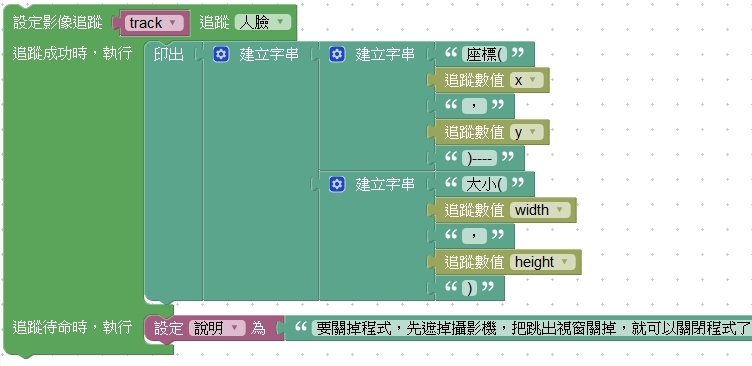 設定影像追蹤 track 追蹤 人臉
追蹤成功時，執行 印出 建立字串 建立字串 “ 座標( ”
追蹤數值 x
“ ， ”
追蹤數值 y
“ )---- ”
建立字串 “ 大小( ”
追蹤數值 width
“ ， ”
追蹤數值 height
“ ) ”
追蹤待命時，執行 設定 說明 為 “ 要關掉程式，先遮掉攝影機，把跳出視窗關掉，就可以關閉程式了